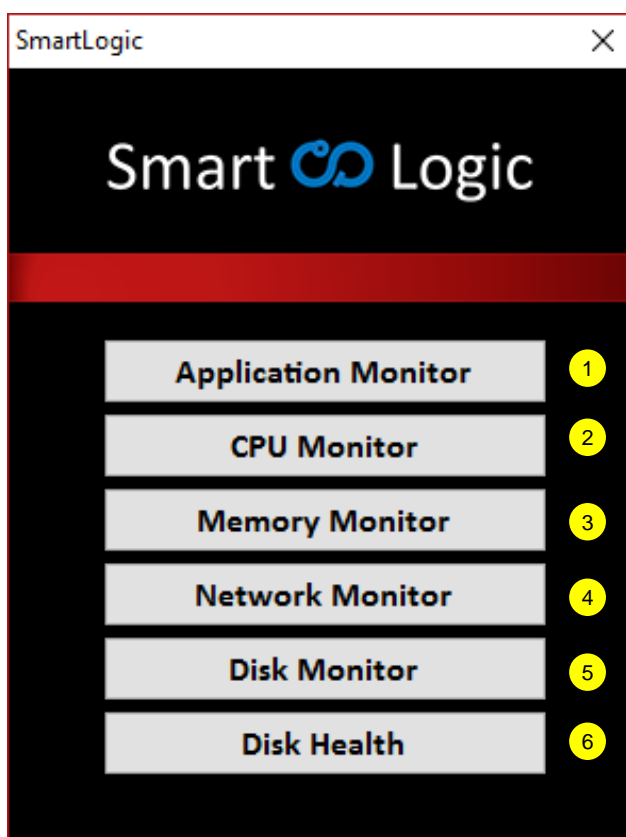 SmartLogic
Smart Logic
Application Monitor 1
CPU Monitor 2
Memory Monitor 3
Network Monitor 4
Disk Monitor 5
Disk Health 6